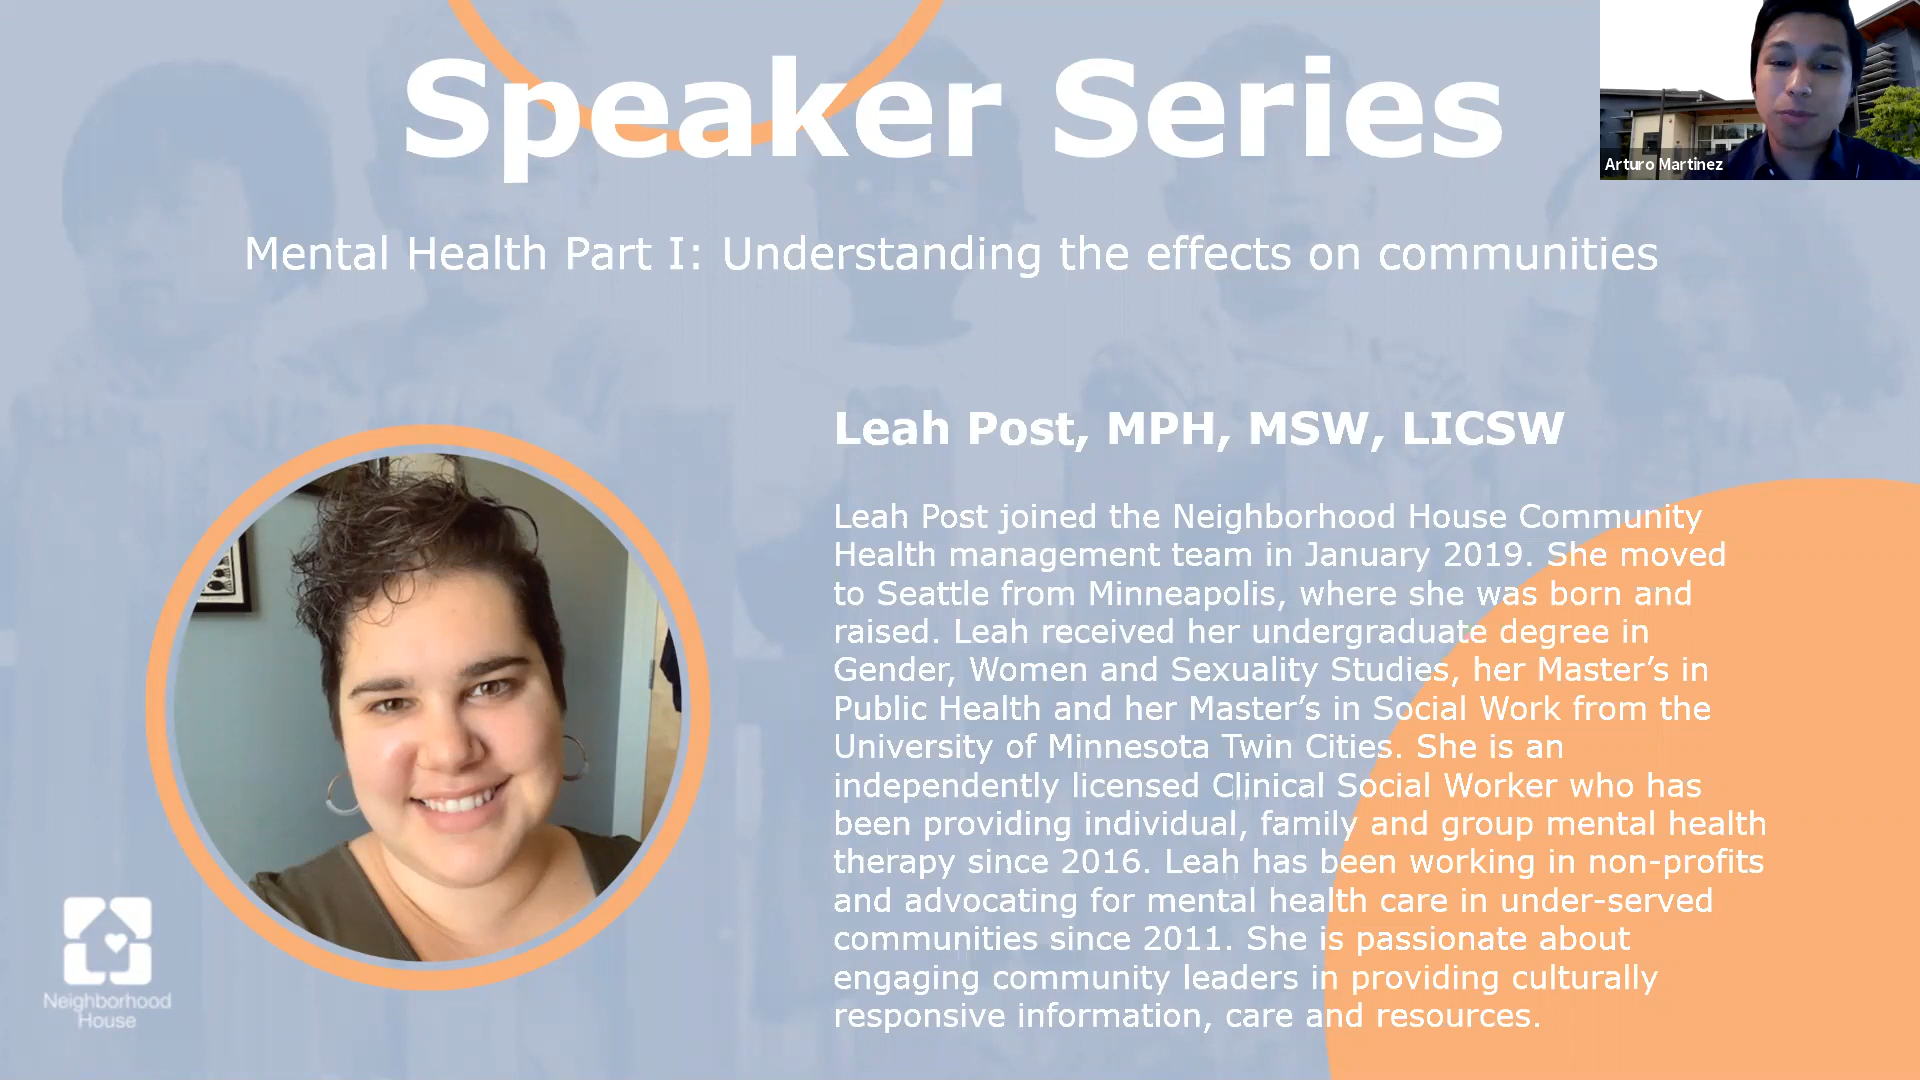 Speaker Series
Arturo Martinez
Mental Health Part I: Understanding the effects on communities
Leah Post, MPH, MSW, LICSW
Leah Post joined the Neighborhood House Community
Health management team in January 2019. She moved
to Seattle from Minneapolis, where she was born and
raised. Leah received her undergraduate degree in
Gender, Women and Sexuality Studies, her Master’s in
Public Health and her Master’s in Social Work from the
University of Minnesota Twin Cities. She is an
independently licensed Clinical Social Worker who has
been providing individual, family and group mental health
therapy since 2016. Leah has been working in non-profits
and advocating for mental health care in under-served
communities since 2011. She is passionate about
engaging community leaders in providing culturally
responsive information, care and resources.
Neighborhood
House